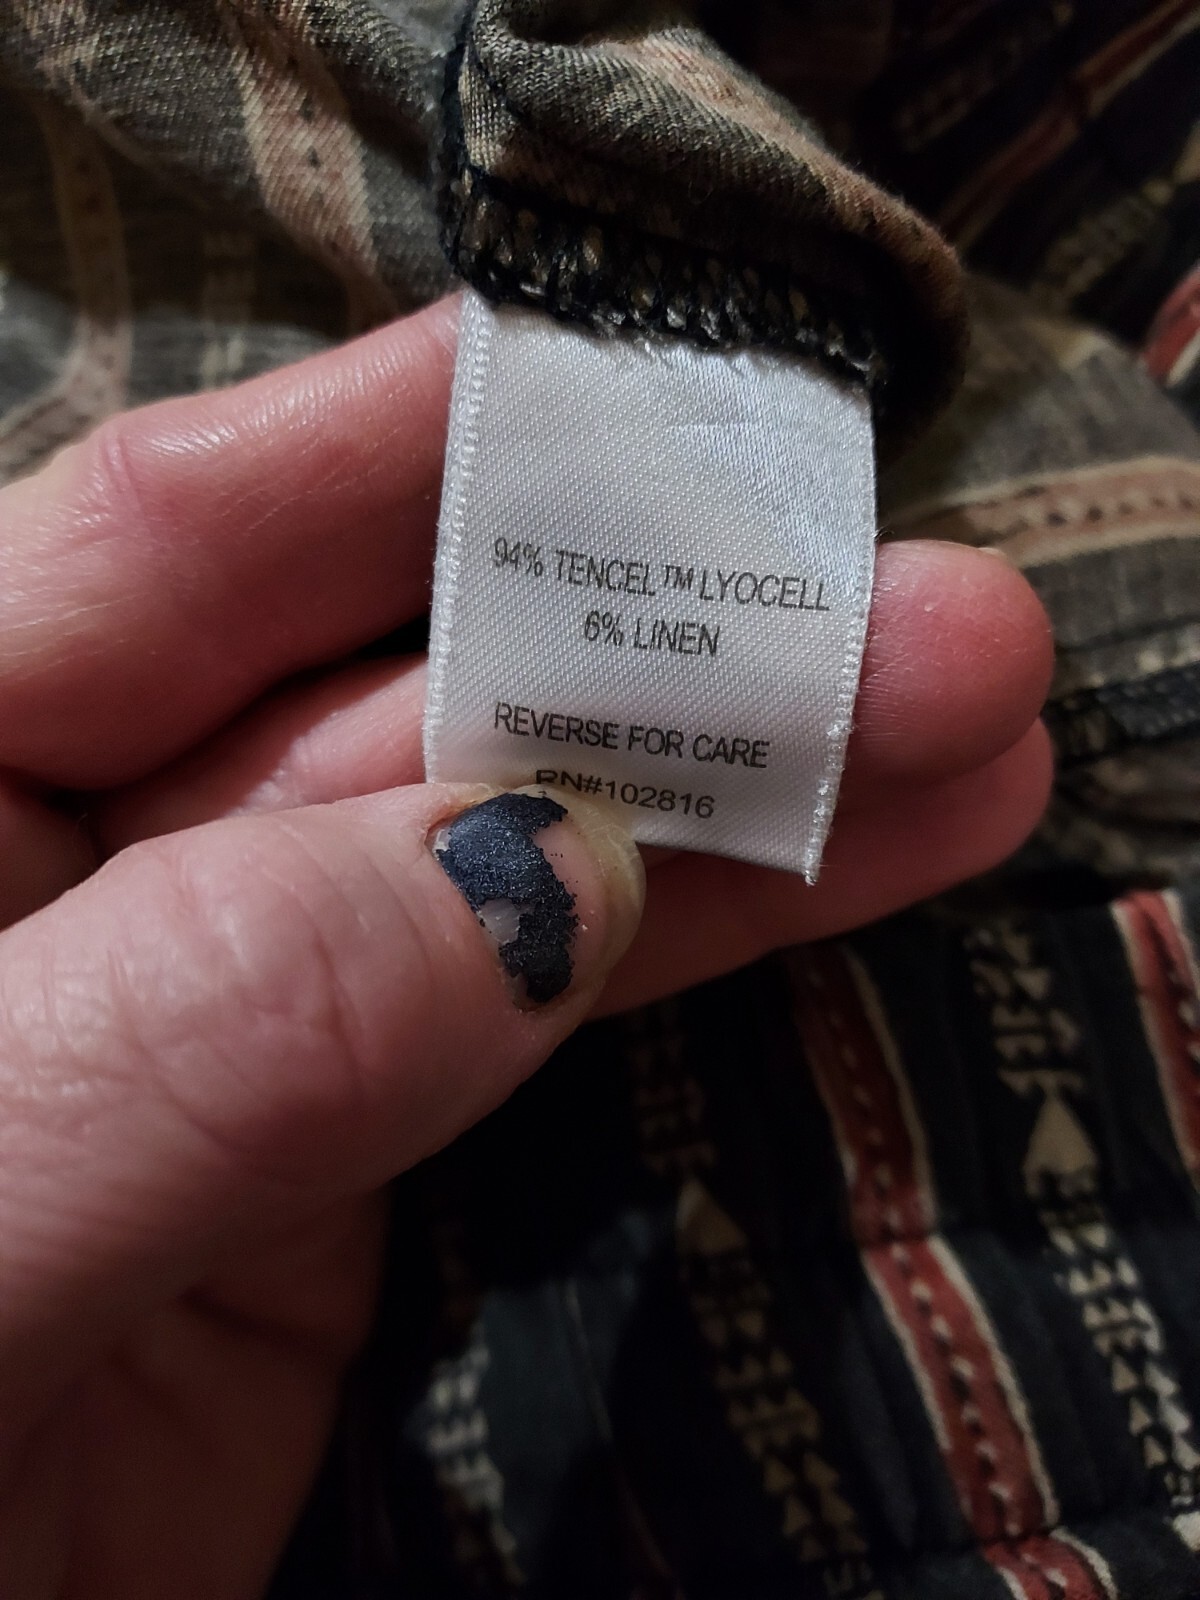 94% TENCEL™ LYOCELL
6% LINEN
REVERSE FOR CARE
RN#102816